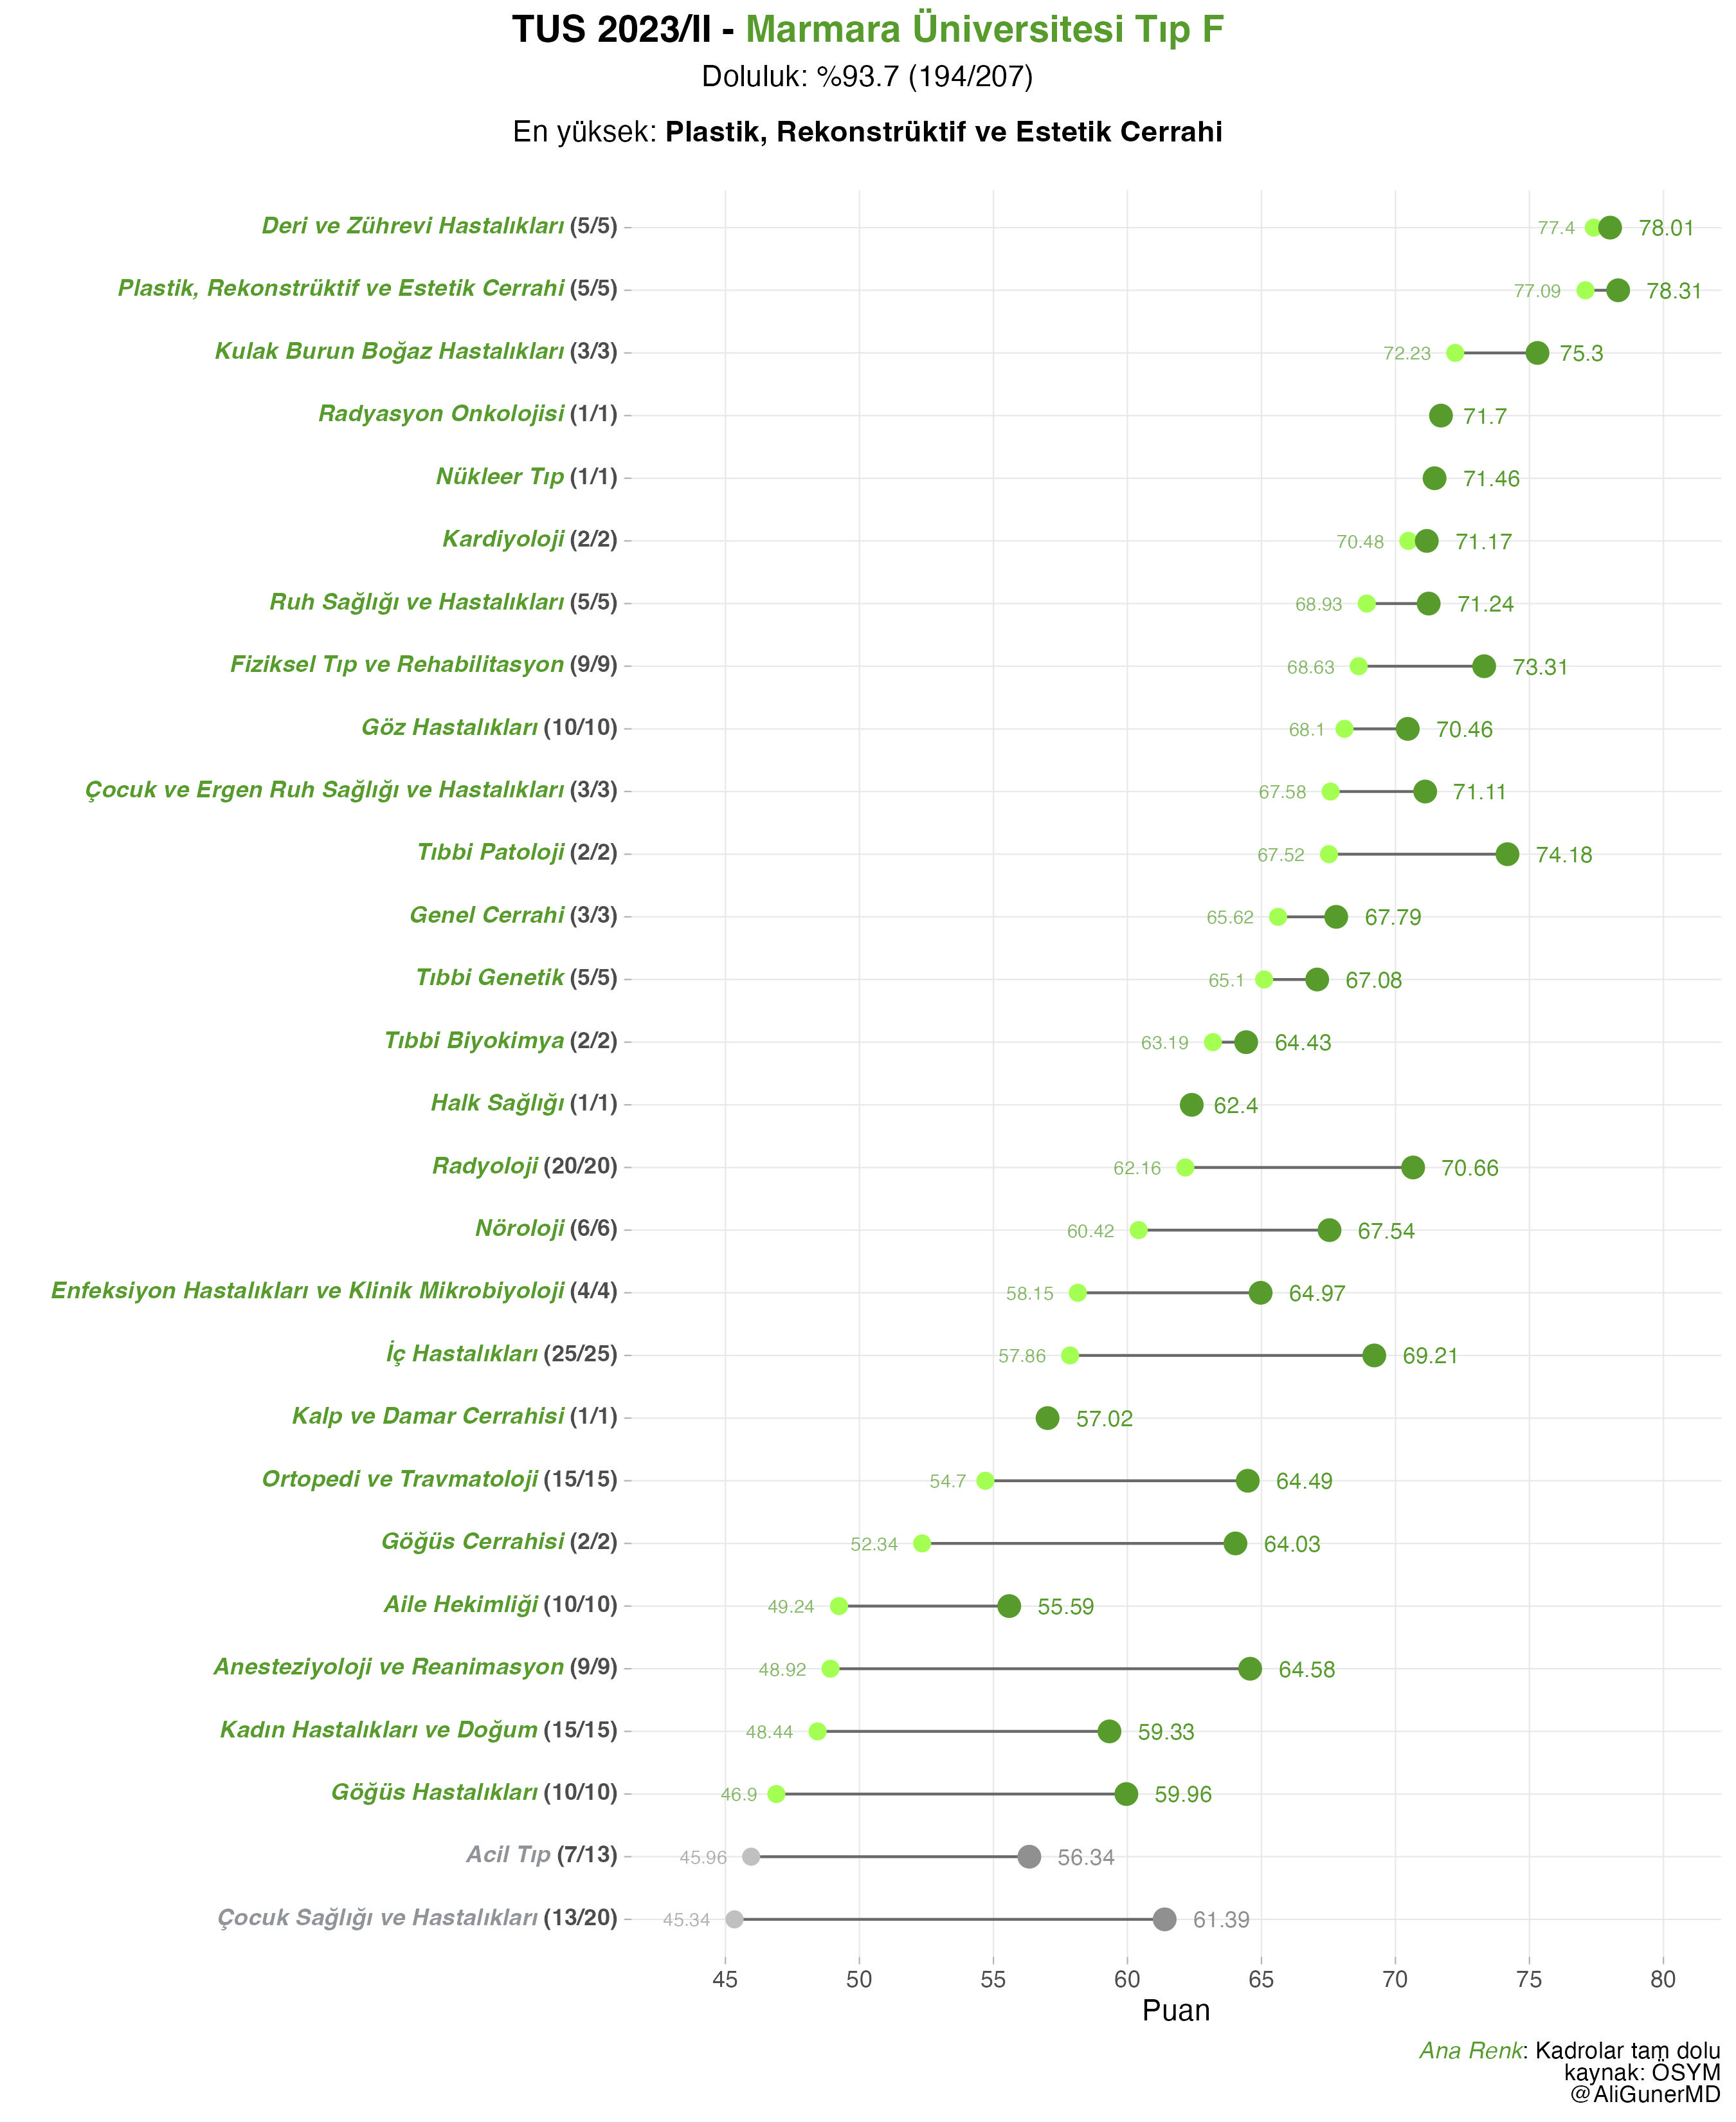 TUS 2023/II - Marmara Üniversitesi Tıp F
Doluluk: %93.7 (194/207)
En yüksek: Plastik, Rekonstrüktif ve Estetik Cerrahi
Deri ve Zührevi Hastalıkları (5/5) 77.4 78.01
Plastik, Rekonstrüktif ve Estetik Cerrahi (5/5) 77.09 78.31
Kulak Burun Boğaz Hastalıkları (3/3) 72.23 75.3
Radyasyon Onkolojisi (1/1) 71.7
Nükleer Tıp (1/1) 71.46
Kardiyoloji (2/2) 70.48 71.17
Ruh Sağlığı ve Hastalıkları (5/5) 68.93 71.24
Fiziksel Tıp ve Rehabilitasyon (9/9) 68.63 73.31
Göz Hastalıkları (10/10) 68.1 70.46
Çocuk ve Ergen Ruh Sağlığı ve Hastalıkları (3/3) 67.58 71.11
Tıbbi Patoloji (2/2) 67.52 74.18
Genel Cerrahi (3/3) 65.62 67.79
Tıbbi Genetik (5/5) 65.1 67.08
Tıbbi Biyokimya (2/2) 63.19 64.43
Halk Sağlığı (1/1) 62.4
Radyoloji (20/20) 62.16 70.66
Nöroloji (6/6) 60.42 67.54
Enfeksiyon Hastalıkları ve Klinik Mikrobiyoloji (4/4) 58.15 64.97
İç Hastalıkları (25/25) 57.86 69.21
Kalp ve Damar Cerrahisi (1/1) 57.02
Ortopedi ve Travmatoloji (15/15) 54.7 64.49
Göğüs Cerrahisi (2/2) 52.34 64.03
Aile Hekimliği (10/10) 49.24 55.59
Anesteziyoloji ve Reanimasyon (9/9) 48.92 64.58
Kadın Hastalıkları ve Doğum (15/15) 48.44 59.33
Göğüs Hastalıkları (10/10) 46.9 59.96
Acil Tıp (7/13) 45.96 56.34
Çocuk Sağlığı ve Hastalıkları (13/20) 45.34 61.39
45 50 55 60 65 70 75 80
Puan
Ana Renk: Kadrolar tam dolu
kaynak: ÖSYM
@AliGunerMD